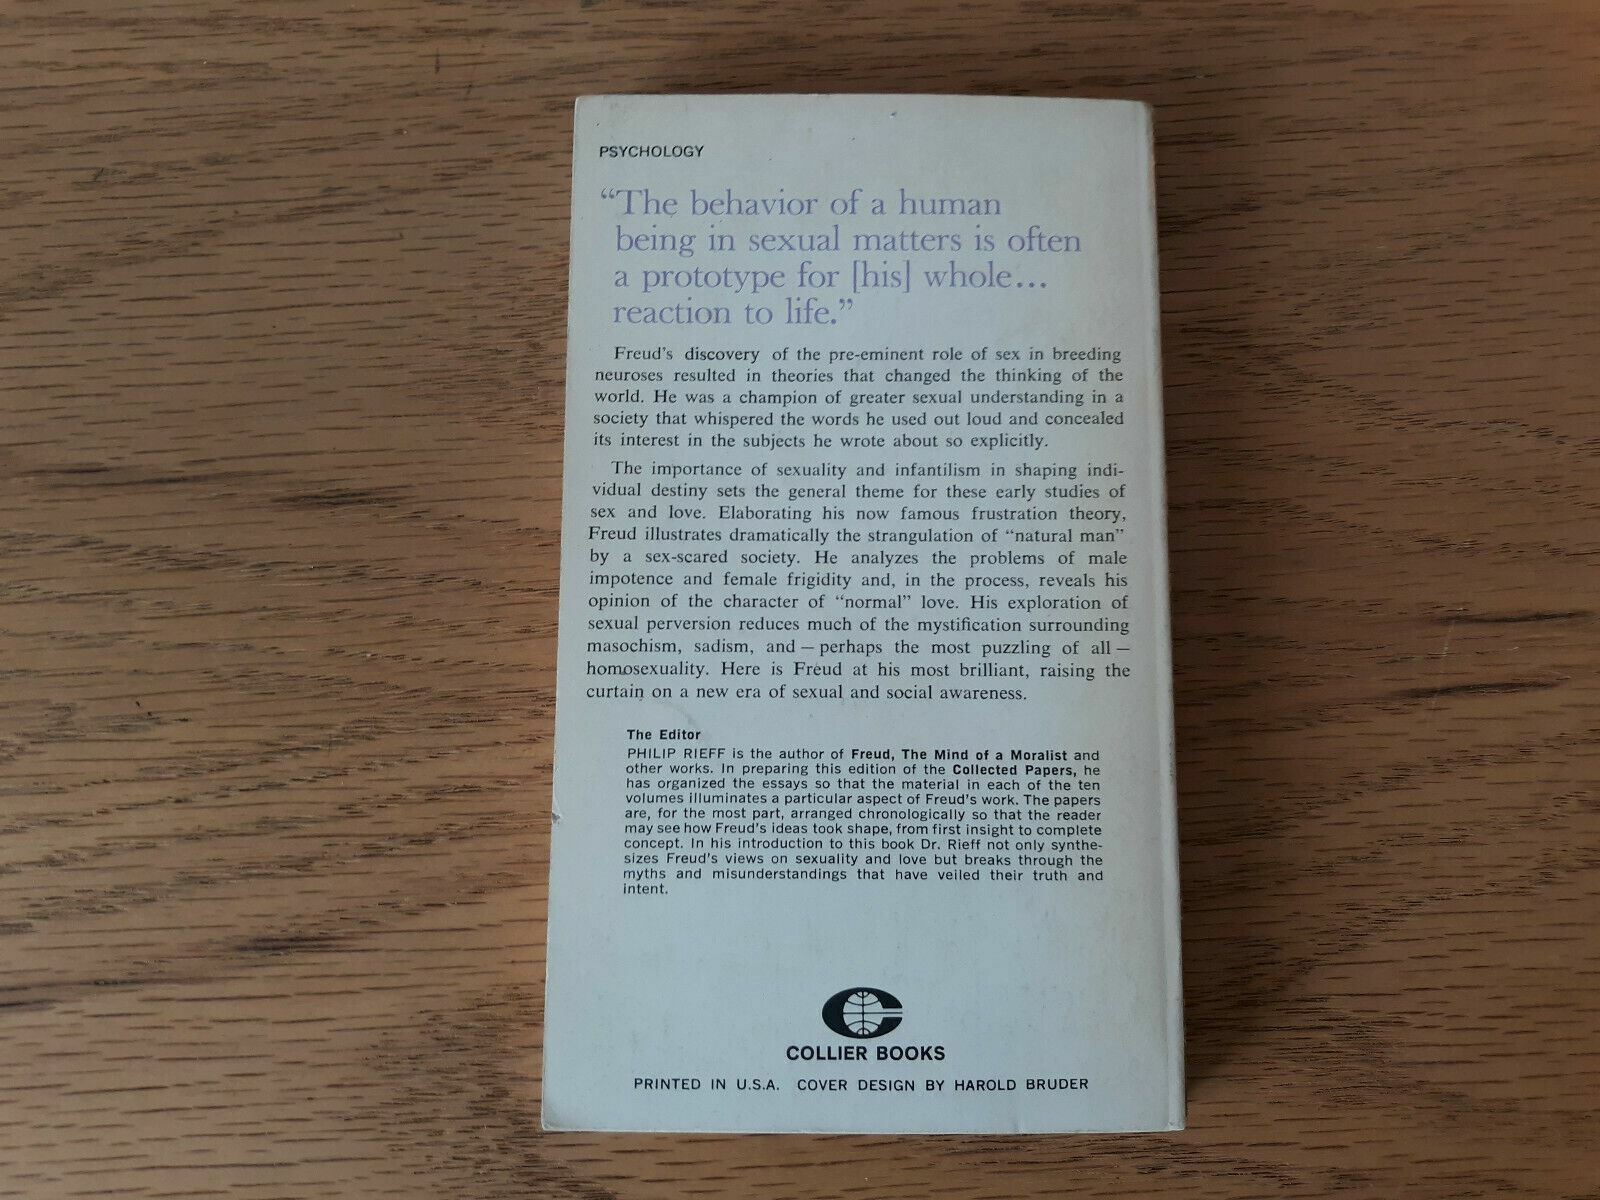 PSYCHOLOGY
“The behavior of a human
being in sexual matters is often
a prototype for [his] whole...
reaction to life.”
Freud's discovery of the pre-eminent role of sex in breeding
neuroses resulted in theories that changed the thinking of the
world. He was a champion of greater sexual understanding in a
society that whispered the words he used out loud and concealed
its interest in the subjects he wrote about so explicitly.
The importance of sexuality and infantilism in shaping indi-
vidual destiny sets the general theme for these early studies of
sex and love. Elaborating his now famous frustration theory,
Freud illustrates dramatically the strangulation of “natural man”
by a sex-scared society. He analyzes the problems of male
impotence and female frigidity and, in the process, reveals his
opinion of the character of “normal” love. His exploration of
sexual perversion reduces much of the mystification surrounding
masochism, sadism, and — perhaps the most puzzling of all —
homosexuality. Here is Freud at his most brilliant, raising the
curtain on a new era of sexual and social awareness.
The Editor
PHILIP RIEFF is the author of Freud, The Mind of a Moralist and
other works. In preparing this edition of the Collected Papers, he
has organized the essays so that the material in each of the ten
volumes illuminates a particular aspect of Freud's work. The papers
are, for the most part, arranged chronologically so that the reader
may see how Freud's ideas took shape, from first insight to complete
concept. In his introduction to this book Dr. Rieff not only synthe-
sizes Freud's views on sexuality and love but breaks through the
myths and misunderstandings that have veiled their truth and
intent.
COLLIER BOOKS
PRINTED IN U.S.A. COVER DESIGN BY HAROLD BRUDER